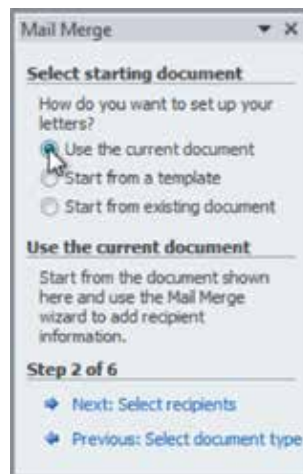 Mail Merge
Select starting document
How do you want to set up your
letters?
Use the current document
Start from a template
Start from existing document
Use the current document
Start from the document shown
here and use the Mail Merge
wizard to add recipient
information.
Step 2 of 6
Next: Select recipients
Previous: Select document type